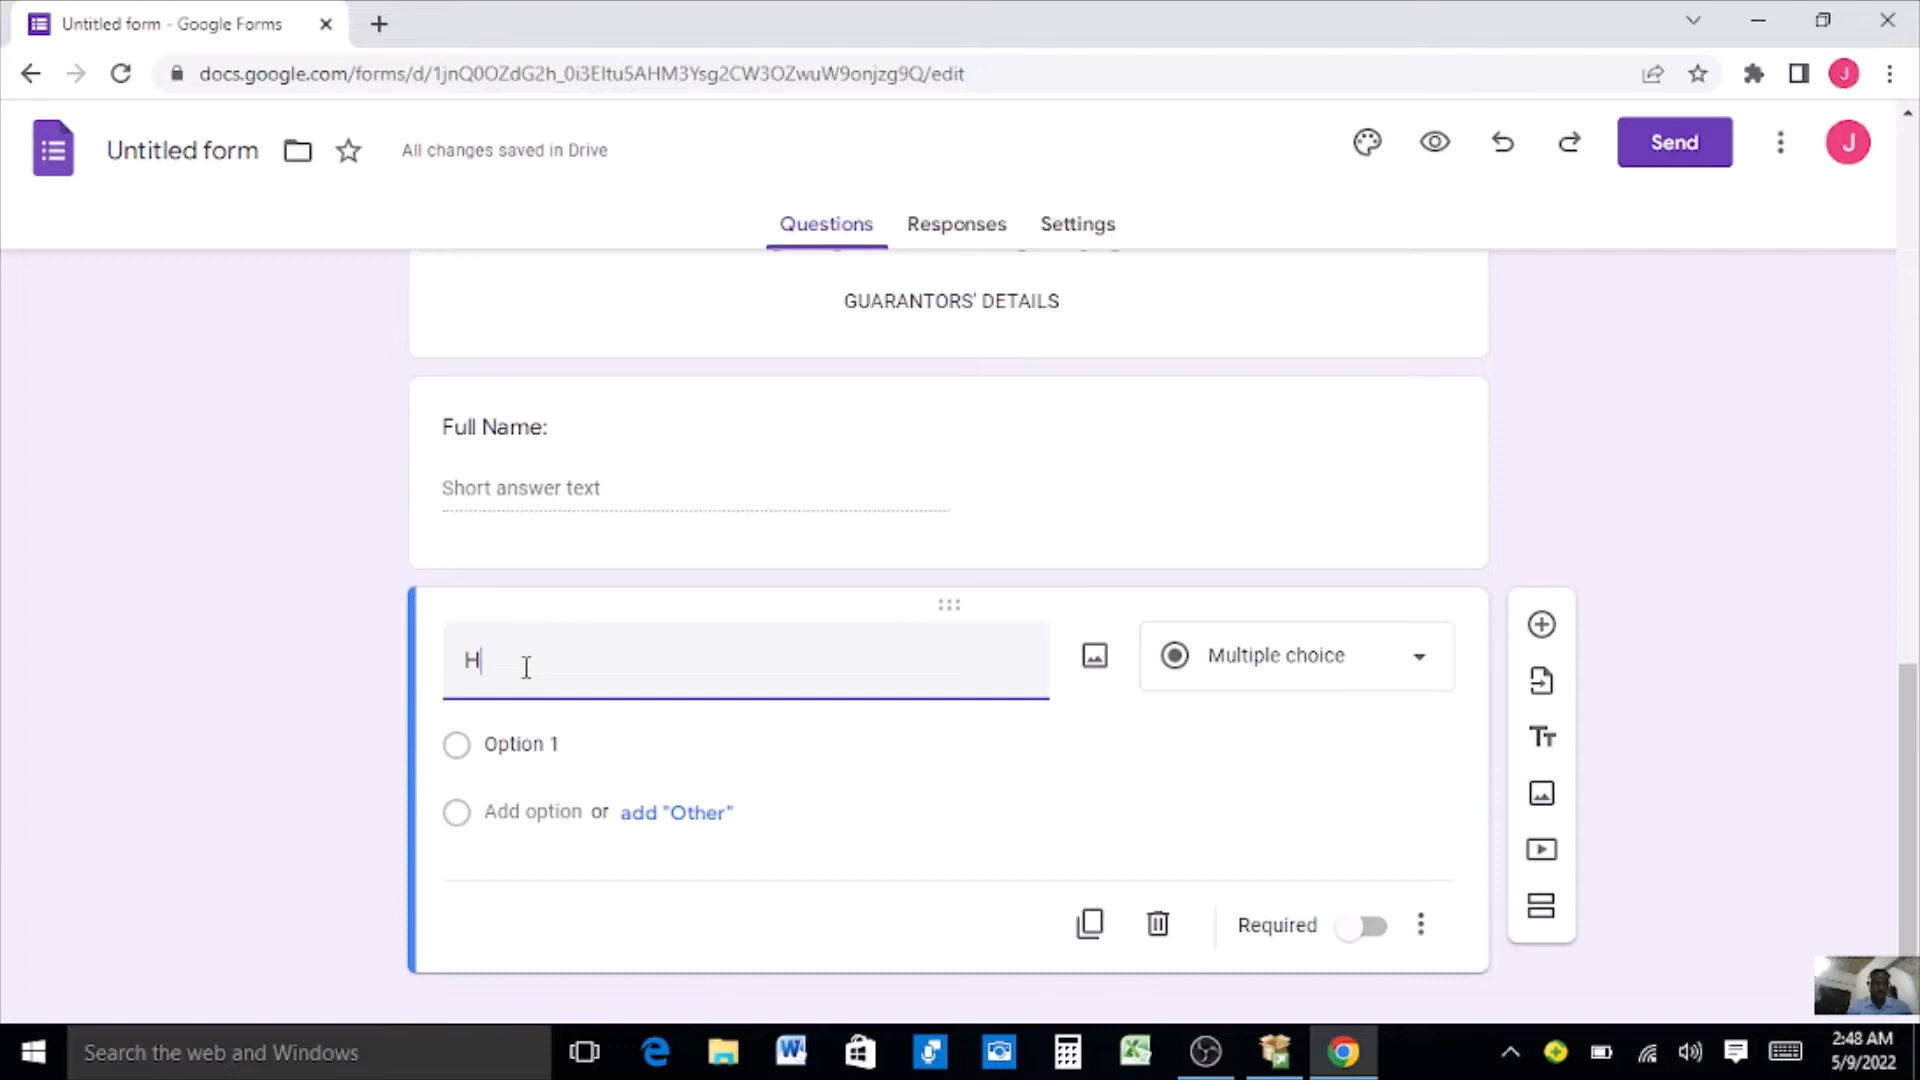 Untitled form - Google Forms
docs.google.com/forms/d/1jnQ0OZdG2h_0i3EItu5AHM3Ysg2CW3OZwuW9onjzg9Q/edit
J
Untitled form
All changes saved in Drive
Send
J
Questions Responses Settings
GUARANTORS' DETAILS
Full Name:
Short answer text
H
Multiple choice
Option 1
Add option or add "Other"
Required
Search the web and Windows
2:48 AM
5/9/2022